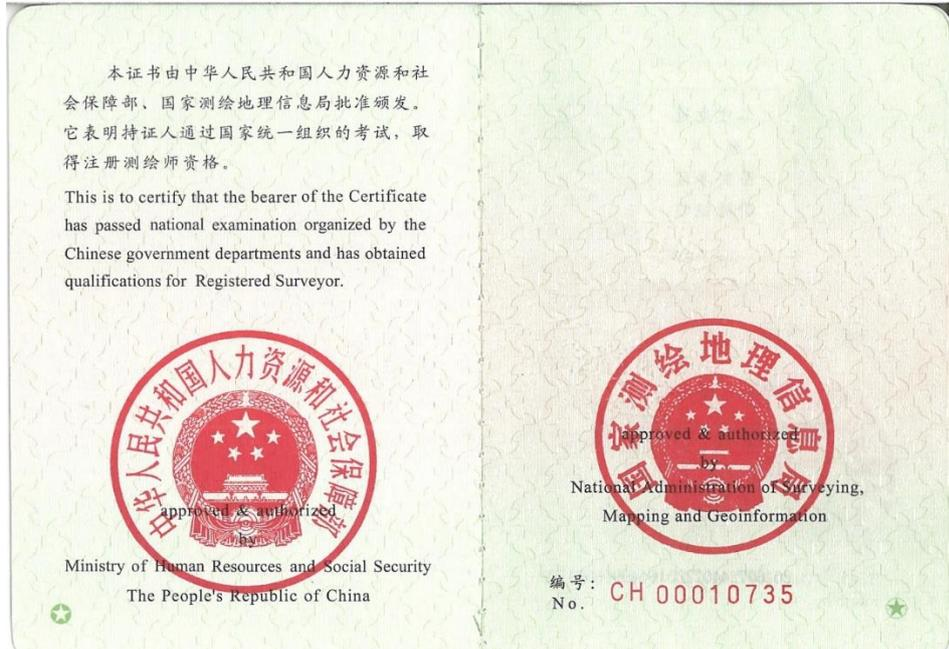 本证书由中华人民共和国人力资源和社
会保障部、国家测绘地理信息局批准颁发。
它表明持证人通过国家统一组织的考试，取
得注册测绘师资格。
This is to certify that the bearer of the Certificate
has passed national examination organized by the
Chinese government departments and has obtained
qualifications for Registered Surveyor.
中华人民共和国人力资源和社会保障部
approved & authorized
by
Ministry of Human Resources and Social Security
The People's Republic of China
国家测绘地理信息局
approved & authorized
by
National Administration of Surveying,
Mapping and Geoinformation
编号：
No.
CH 00010735